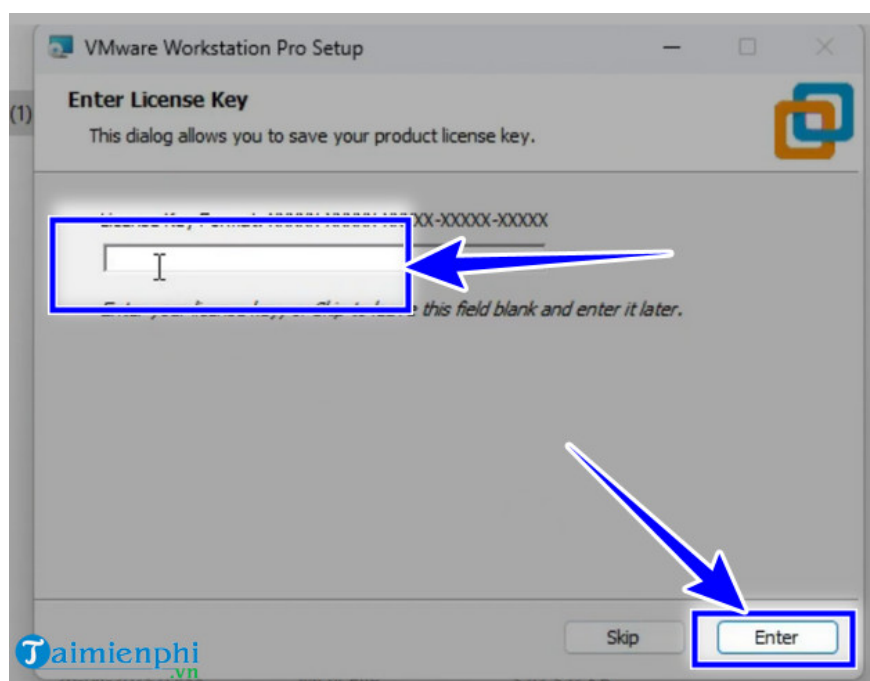 VMware Workstation Pro Setup
(1)
Enter License Key
This dialog allows you to save your product license key.
XX-XXXXX-XXXXX
this field blank and enter it later.
Skip
Enter
Taimienphi
.vn